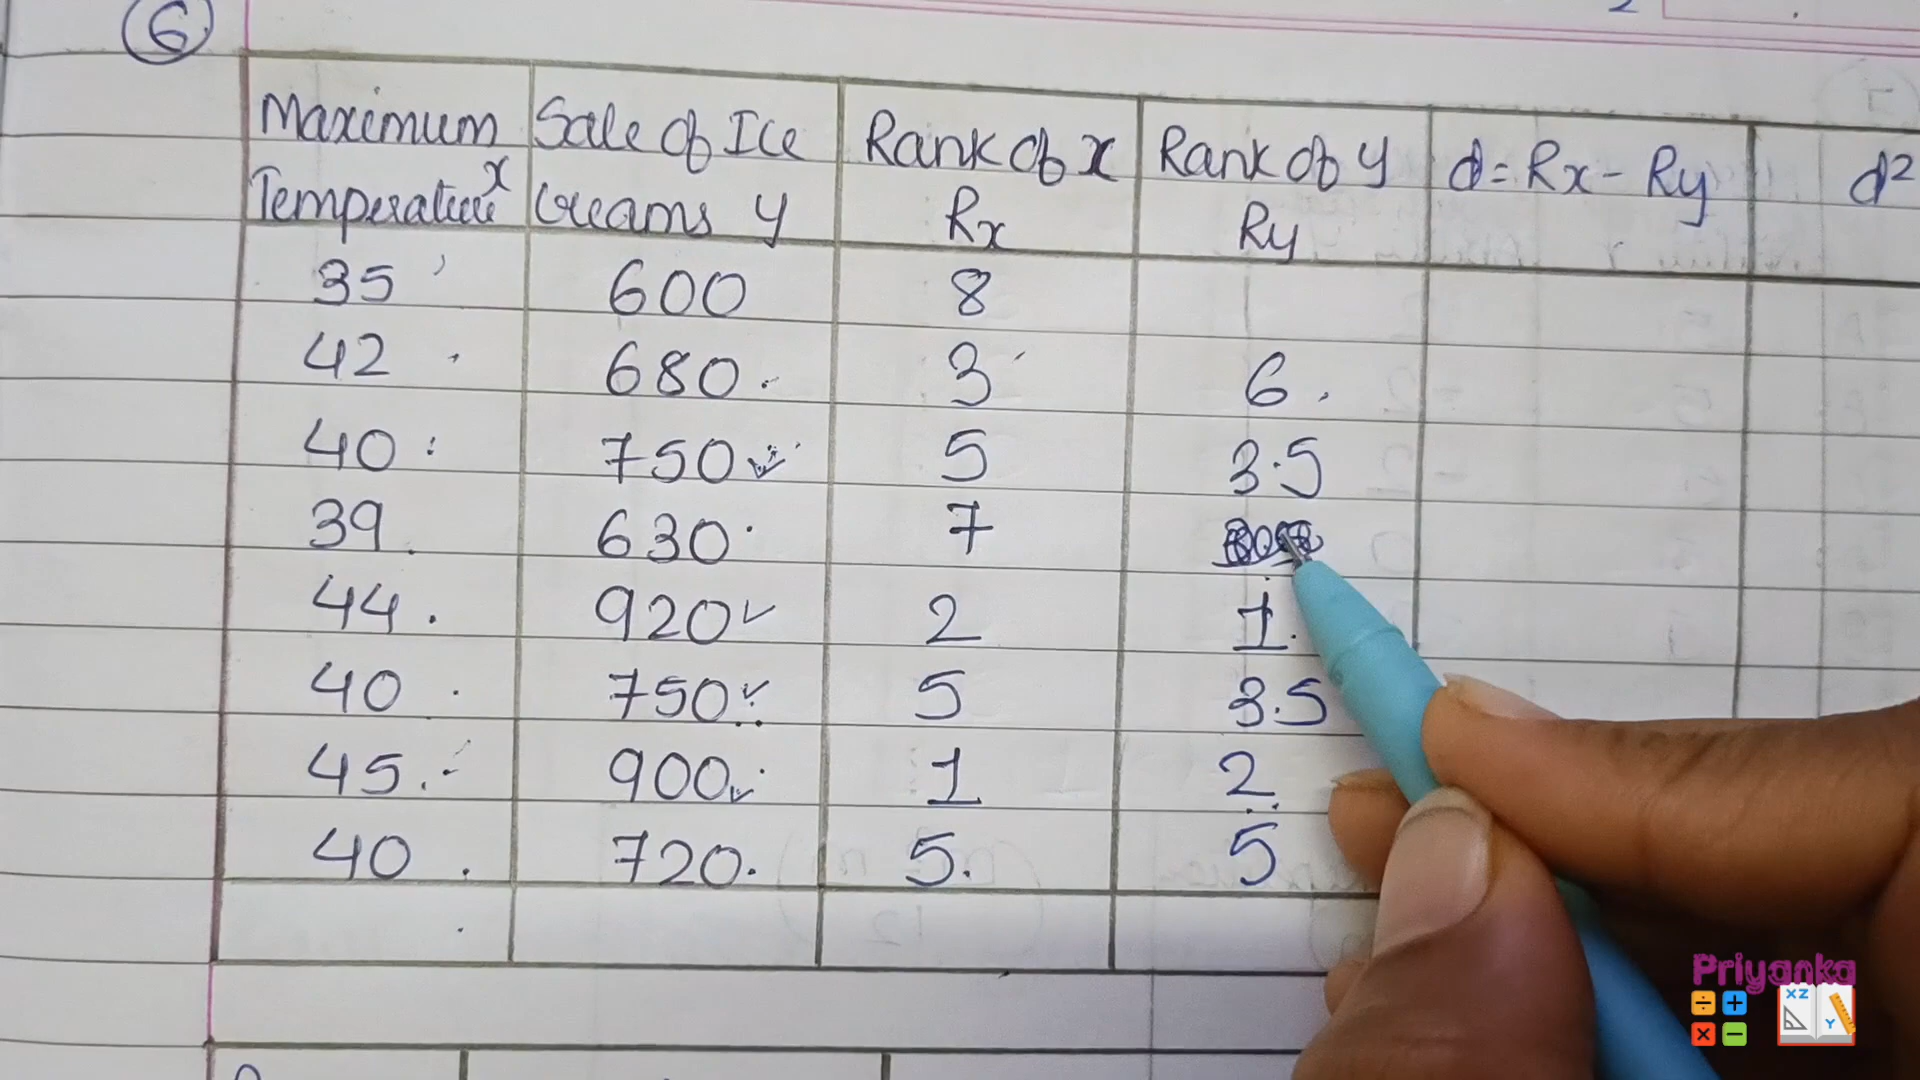 6
Maximum Temperature x Sale of Ice creams y Rank of x Rx Rank of y Ry d = Rx - Ry d²
35 600 8
42 680 3 6
40 750 5 3.5
39 630 7
44 920 2 1
40 750 5 3.5
45 900 1 2
40 720 5 5
Priyanka
XZ
Y